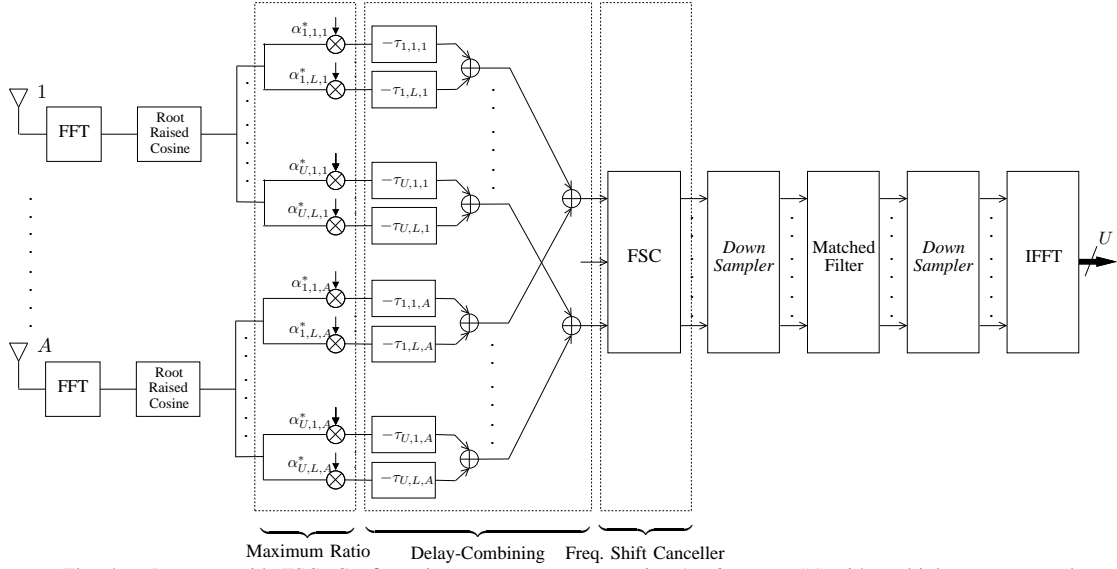 1
FFT
Root
Raised
Cosine
α*1,1,1
α*1,L,1
α*U,1,1
α*U,L,1
−τ1,1,1
−τ1,L,1
−τU,1,1
−τU,L,1
A
FFT
Root
Raised
Cosine
α*1,1,A
α*1,L,A
α*U,1,A
α*U,L,A
−τ1,1,A
−τ1,L,A
−τU,1,A
−τU,L,A
FSC
Down
Sampler
Matched
Filter
Down
Sampler
IFFT
U
Maximum Ratio
Delay-Combining
Freq. Shift Canceller